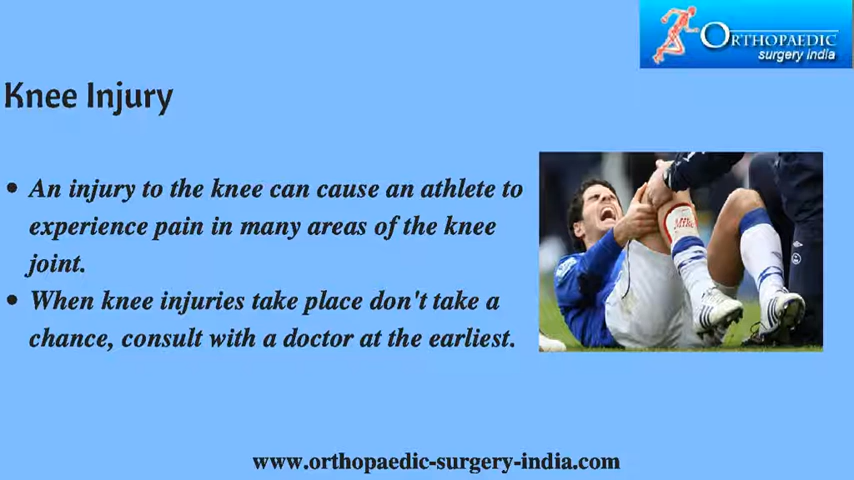 ORTHOPAEDIC
surgery india
Knee Injury
• An injury to the knee can cause an athlete to
experience pain in many areas of the knee
joint.
• When knee injuries take place don't take a
chance, consult with a doctor at the earliest.
www.orthopaedic-surgery-india.com